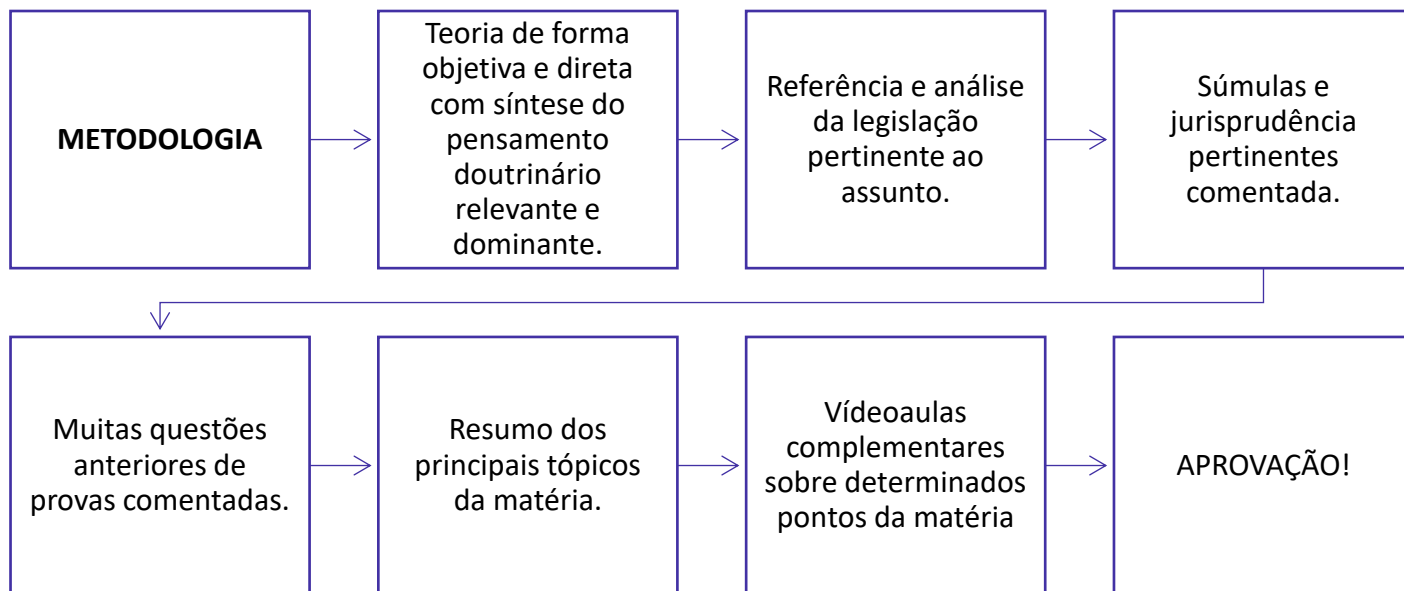 METODOLOGIA
Teoria de forma
objetiva e direta
com síntese do
pensamento
doutrinário
relevante e
dominante.
Referência e análise
da legislação
pertinente ao
assunto.
Súmulas e
jurisprudência
pertinentes
comentada.
Muitas questões
anteriores de
provas comentadas.
Resumo dos
principais tópicos
da matéria.
Vídeoaulas
complementares
sobre determinados
pontos da matéria
APROVAÇÃO!